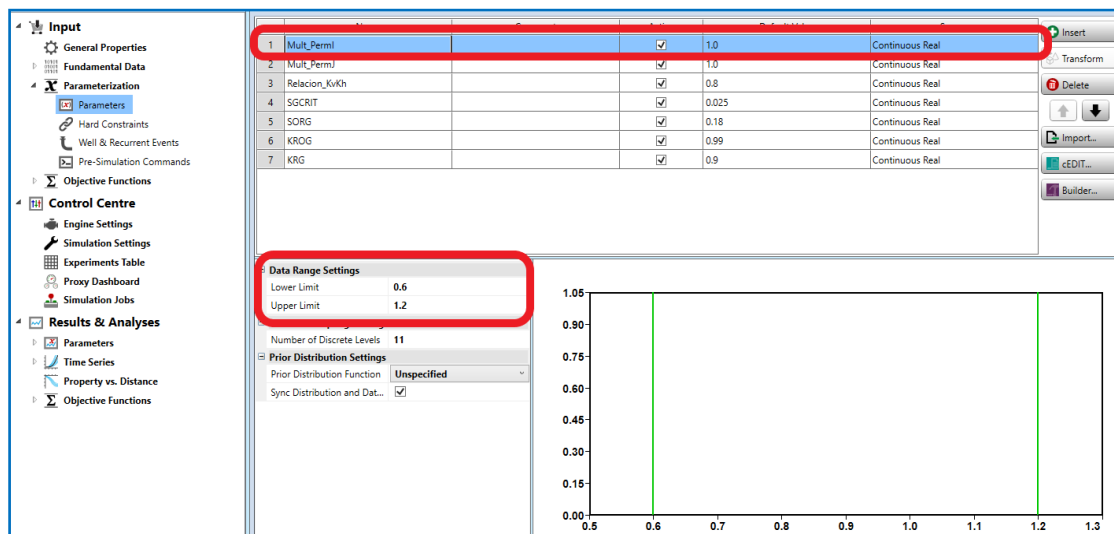 Input
General Properties
Fundamental Data
Parameterization
Parameters
Hard Constraints
Well & Recurrent Events
Pre-Simulation Commands
Objective Functions
Control Centre
Engine Settings
Simulation Settings
Experiments Table
Proxy Dashboard
Simulation Jobs
Results & Analyses
Parameters
Time Series
Property vs. Distance
Objective Functions
1 Mult_PermI 1.0 Continuous Real
2 Mult_PermJ 1.0 Continuous Real
3 Relacion_KvKh 0.8 Continuous Real
4 SGCRIT 0.025 Continuous Real
5 SORG 0.18 Continuous Real
6 KROG 0.99 Continuous Real
7 KRG 0.9 Continuous Real
Insert
Transform
Delete
Import...
cEDIT...
Builder...
Data Range Settings
Lower Limit 0.6
Upper Limit 1.2
Number of Discrete Levels 11
Prior Distribution Settings
Prior Distribution Function Unspecified
Sync Distribution and Dat...
1.05
0.90
0.75
0.60
0.45
0.30
0.15
0.00
0.5 0.6 0.7 0.8 0.9 1.0 1.1 1.2 1.3